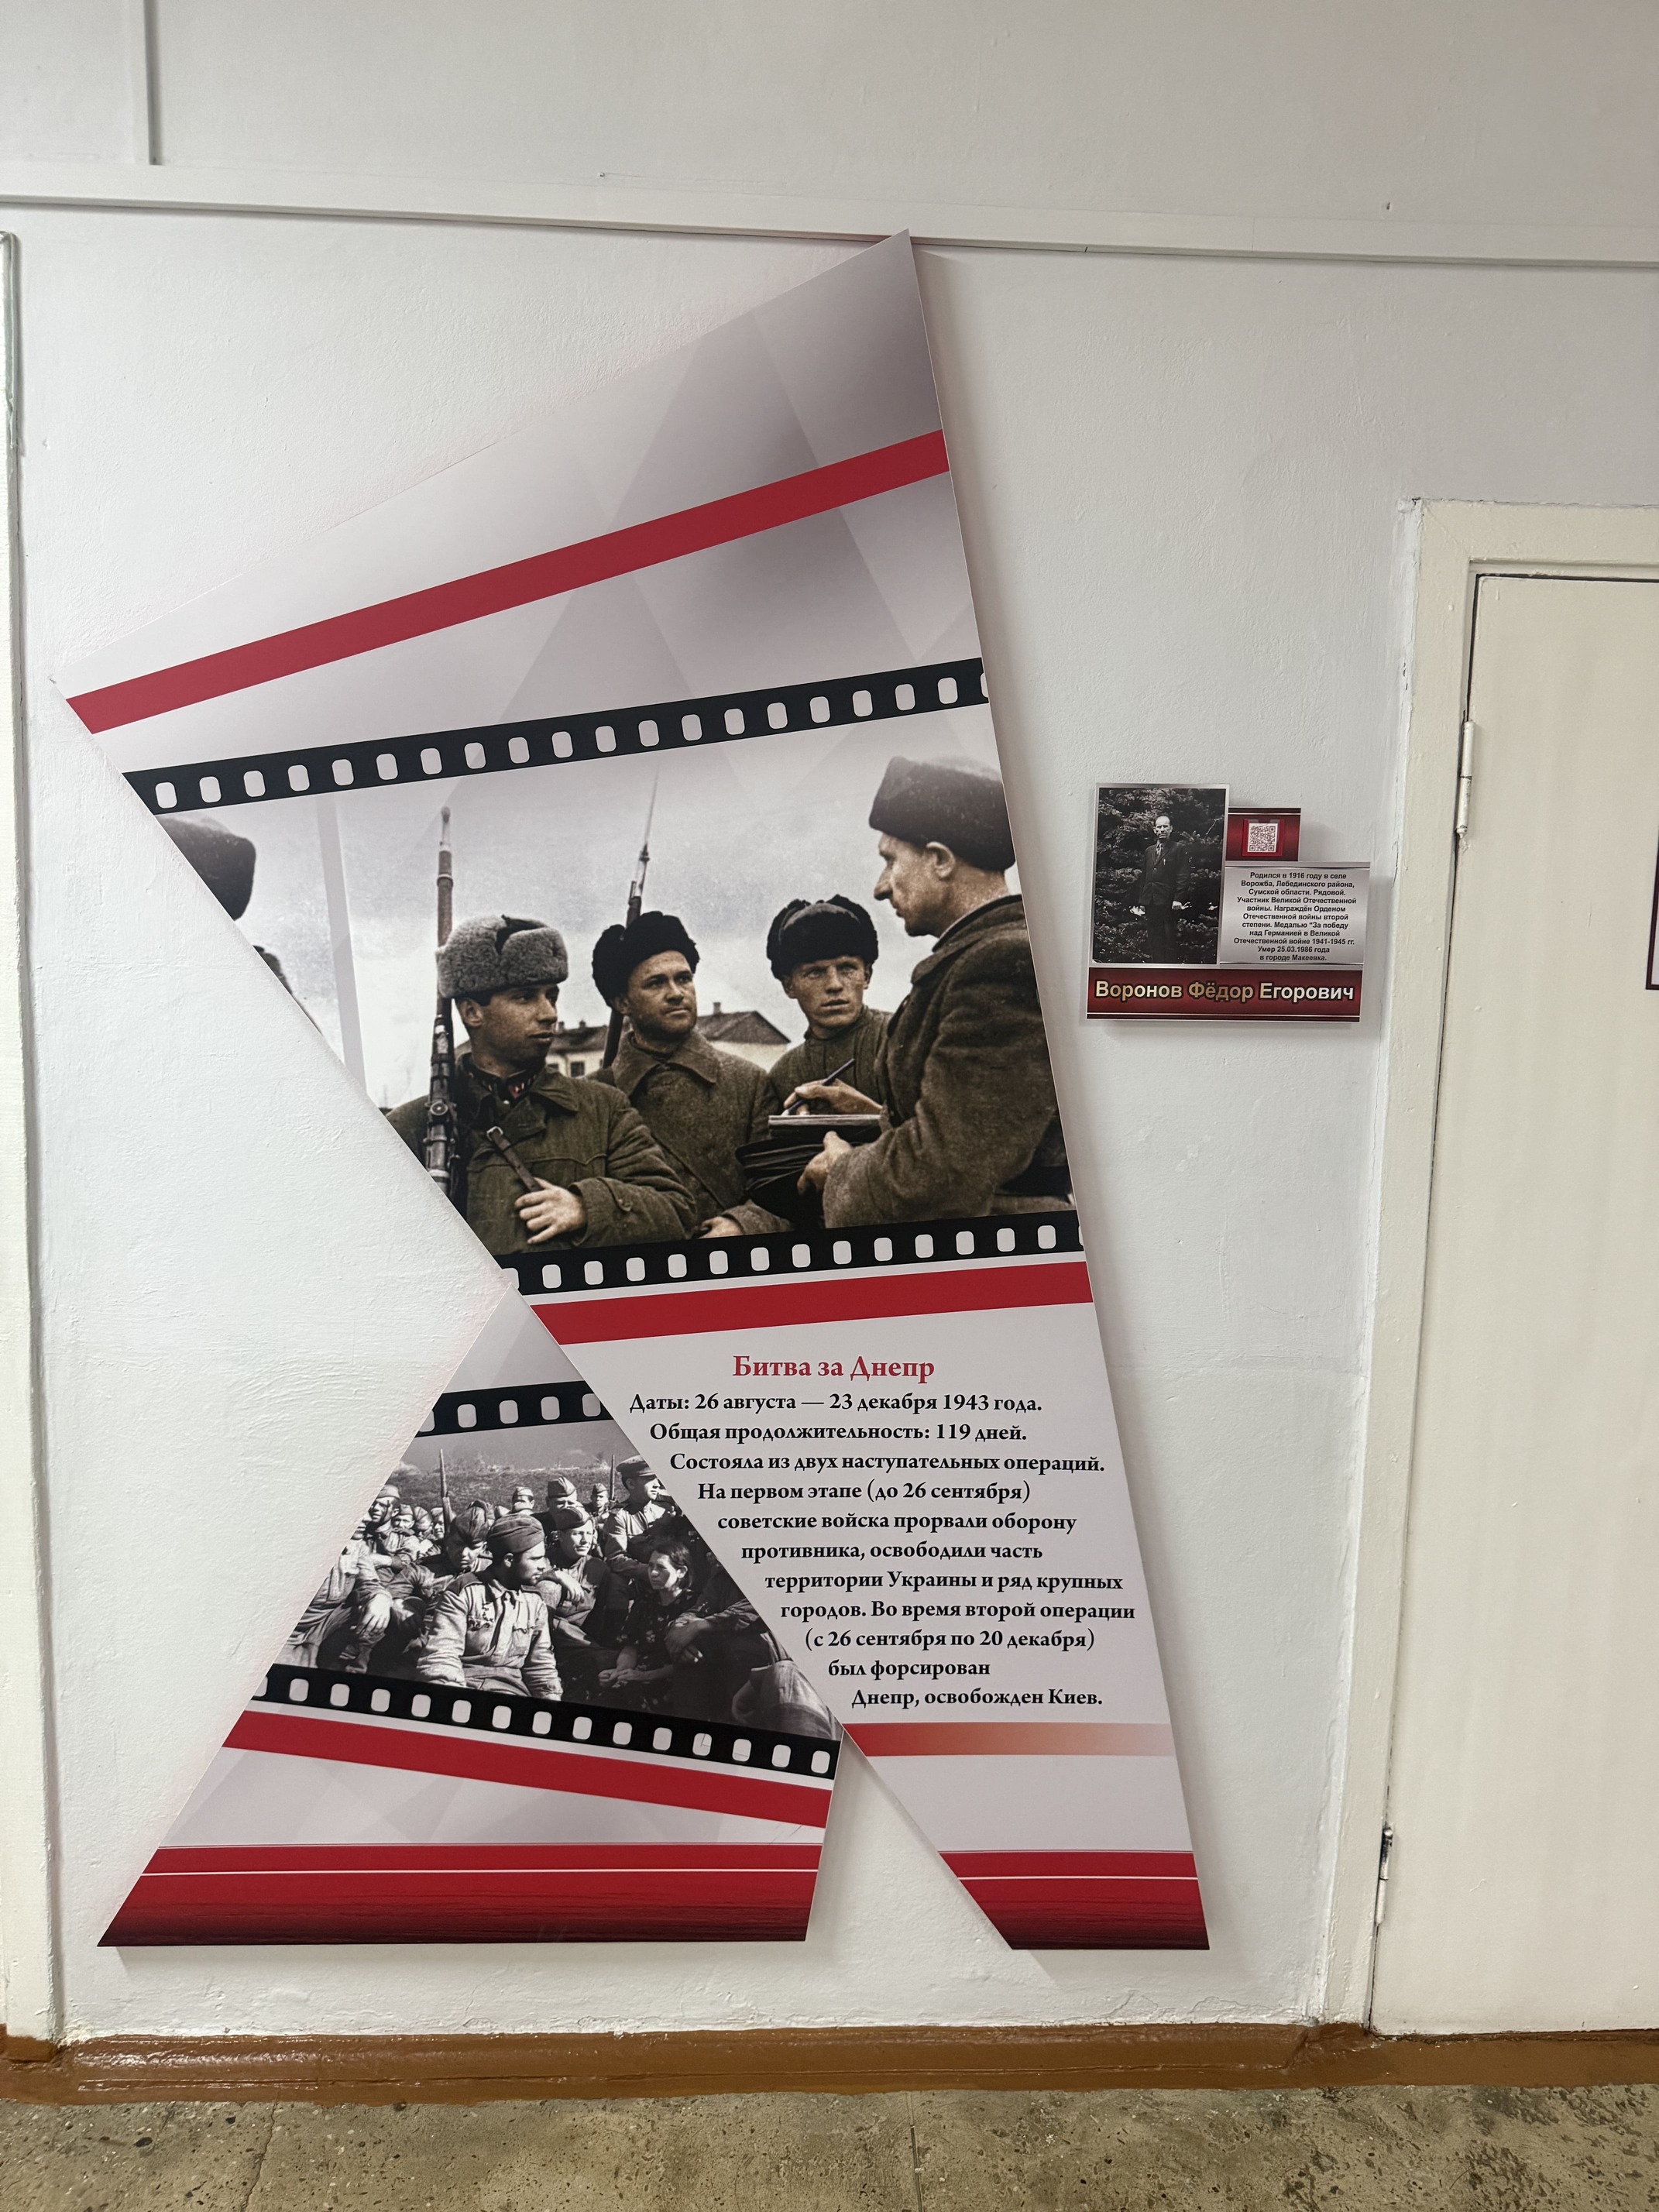 Битва за Днепр
Даты: 26 августа — 23 декабря 1943 года.
Общая продолжительность: 119 дней.
Состояла из двух наступательных операций.
На первом этапе (до 26 сентября)
советские войска прорвали оборону
противника, освободили часть
территории Украины и ряд крупных
городов. Во время второй операции
(с 26 сентября по 20 декабря)
был форсирован
Днепр, освобожден Киев.
Родился в 1916 году в селе
Ворожба, Лебединского района,
Сумской области. Рядовой.
Участник Великой Отечественной
войны. Награждён Орденом
Отечественной войны второй
степени. Медалью "За победу
над Германией в Великой
Отечественной войне 1941-1945 гг.
Умер 25.03.1986 года
в городе Макеевка.
Воронов Фёдор Егорович